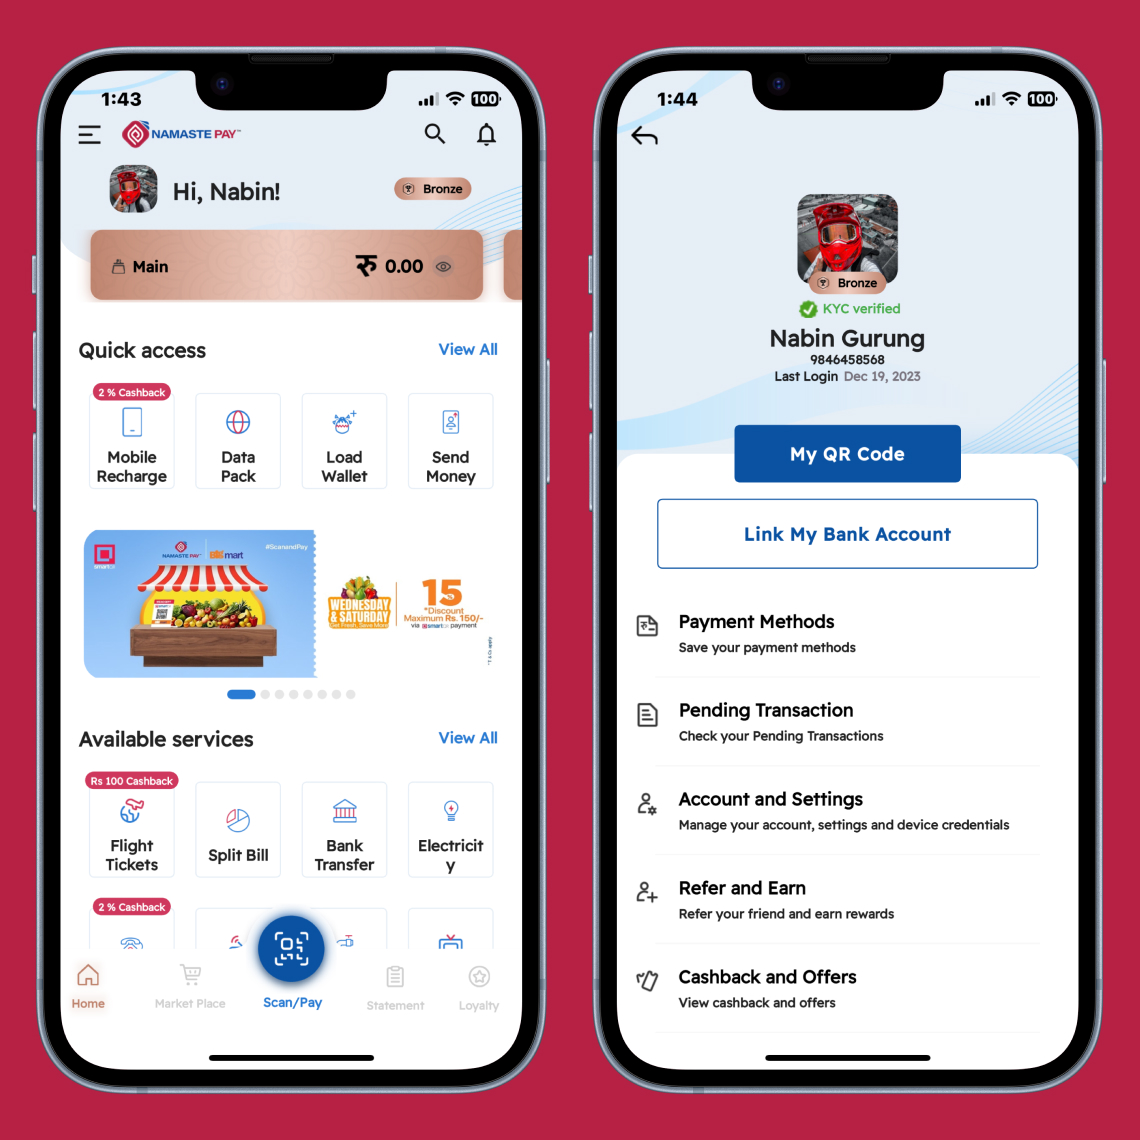 1:43
100
NAMASTE PAY™
Hi, Nabin!
Bronze
Main
रु 0.00
Quick access
View All
2 % Cashback
Mobile
Recharge
Data
Pack
Load
Wallet
Send
Money
smart
NAMASTE PAY
mart
#ScanendPay
WEDNESDAY
& SATURDAY
Get Fresh, Save More
15
*Discount
Maximum Rs. 150/-
via smart payment
Available services
View All
Rs 100 Cashback
Flight
Tickets
Split Bill
Bank
Transfer
Electricit
y
2 % Cashback
Home
Market Place
Scan/Pay
Statement
Loyalty
1:44
100
Bronze
KYC verified
Nabin Gurung
9846458568
Last Login Dec 19, 2023
My QR Code
Link My Bank Account
Payment Methods
Save your payment methods
Pending Transaction
Check your Pending Transactions
Account and Settings
Manage your account, settings and device credentials
Refer and Earn
Refer your friend and earn rewards
Cashback and Offers
View cashback and offers